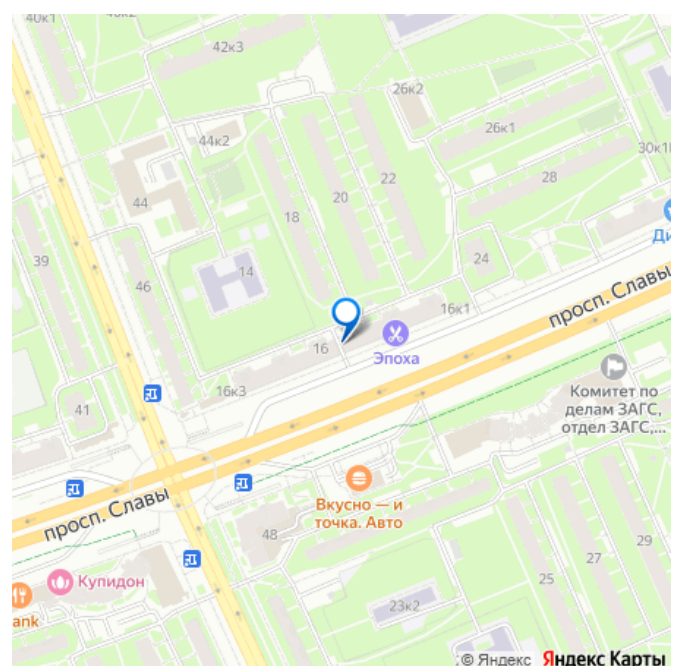 40к1
42к3
26к2
44к2
26к1
30к1
20
22
28
44
18
39
14
24
46
16к1
просп. Славы
Ди
16
Эпоха
16к3
Комитет по
делам ЗАГС,
отдел ЗАГС,...
41
Вкусно — и
точка. Авто
просп. Славы
48
29
27
25
Купидон
ank
23к2
© Яндекс Яндекс Карты